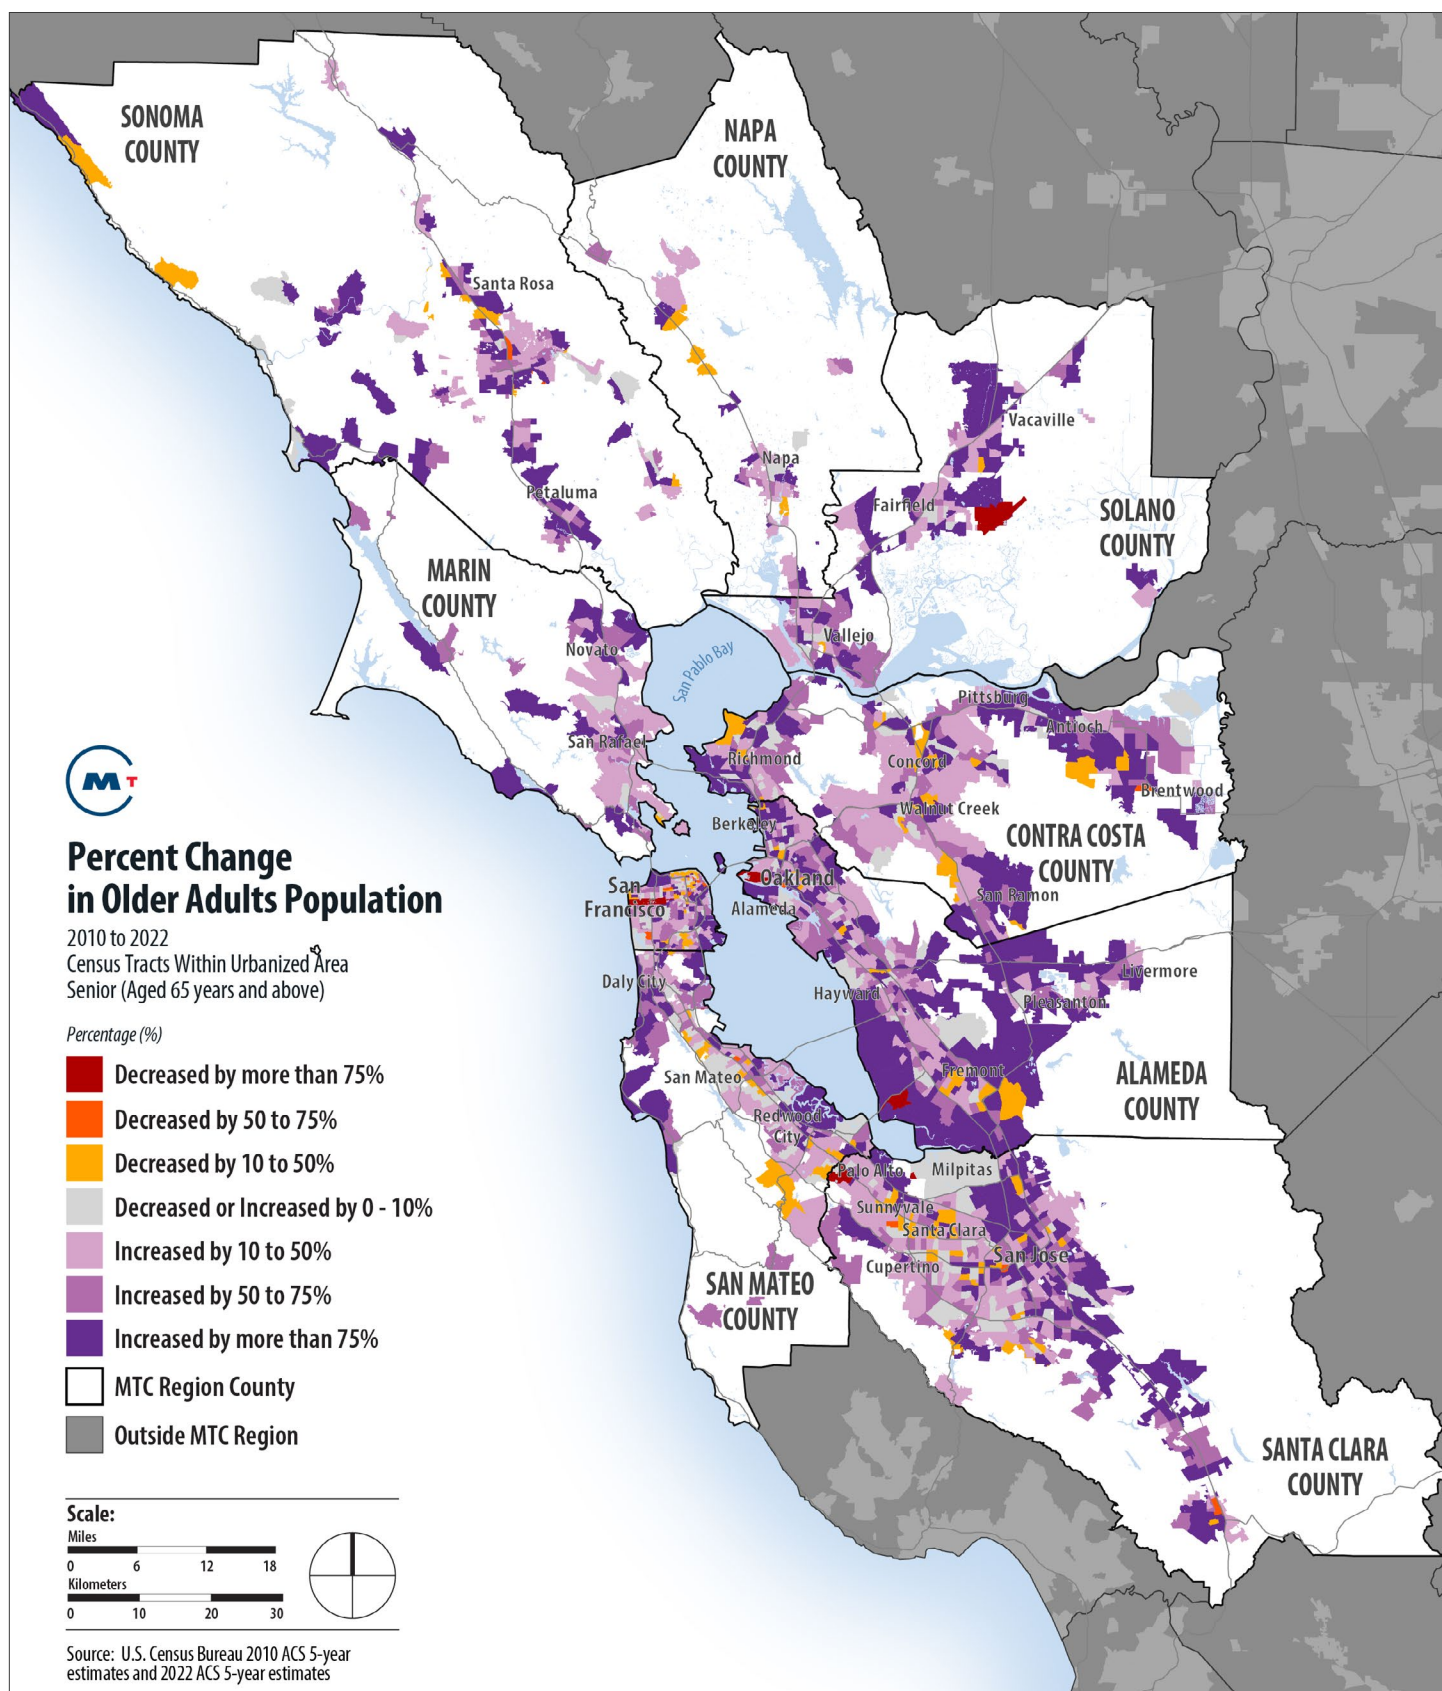 SONOMA
COUNTY
NAPA
COUNTY
Santa Rosa
Vacaville
Napa
Petaluma
Fairfield
SOLANO
COUNTY
MARIN
COUNTY
Vallejo
Novato
San Pablo Bay
Pittsburg
Antioch
San Rafael
Richmond
Concord
Brentwood
Walnut Creek
Berkeley
CONTRA COSTA
COUNTY
Oakland
San
Francisco
San Ramon
Alameda
Livermore
Daly City
Hayward
Pleasanton
Fremont
San Mateo
ALAMEDA
COUNTY
Redwood
City
Palo Alto
Milpitas
Sunnyvale
Santa Clara
San Jose
Cupertino
SAN MATEO
COUNTY
SANTA CLARA
COUNTY
MT
Percent Change
in Older Adults Population
2010 to 2022
Census Tracts Within Urbanized Area
Senior (Aged 65 years and above)
Percentage (%)
Decreased by more than 75%
Decreased by 50 to 75%
Decreased by 10 to 50%
Decreased or Increased by 0 - 10%
Increased by 10 to 50%
Increased by 50 to 75%
Increased by more than 75%
MTC Region County
Outside MTC Region
Scale:
Miles
0 6 12 18
Kilometers
0 10 20 30
Source: U.S. Census Bureau 2010 ACS 5-year
estimates and 2022 ACS 5-year estimates